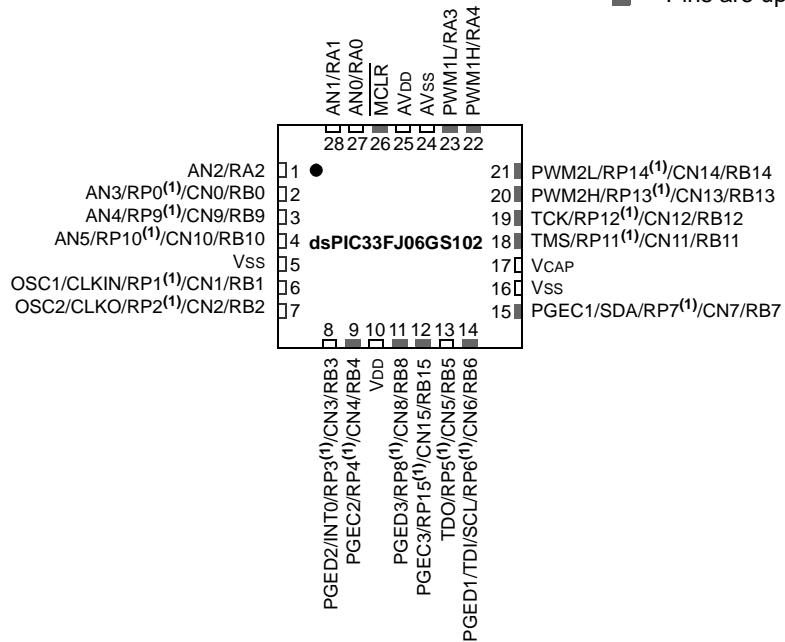 Pins are up
AN1/RA1
AN0/RA0
MCLR
AVDD
AVSS
PWM1L/RA3
PWM1H/RA4
28 27 26 25 24 23 22
AN2/RA2 1
AN3/RP0(1)/CN0/RB0 2
AN4/RP9(1)/CN9/RB9 3
AN5/RP10(1)/CN10/RB10 4
VSS 5
OSC1/CLKIN/RP1(1)/CN1/RB1 6
OSC2/CLKO/RP2(1)/CN2/RB2 7
dsPIC33FJ06GS102
21 PWM2L/RP14(1)/CN14/RB14
20 PWM2H/RP13(1)/CN13/RB13
19 TCK/RP12(1)/CN12/RB12
18 TMS/RP11(1)/CN11/RB11
17 VCAP
16 VSS
15 PGEC1/SDA/RP7(1)/CN7/RB7
8 9 10 11 12 13 14
PGED2/INT0/RP3(1)/CN3/RB3
PGEC2/RP4(1)/CN4/RB4
VDD
PGED3/RP8(1)/CN8/RB8
PGEC3/RP15(1)/CN15/RB15
TDO/RP5(1)/CN5/RB5
PGED1/TDI/SCL/RP6(1)/CN6/RB6